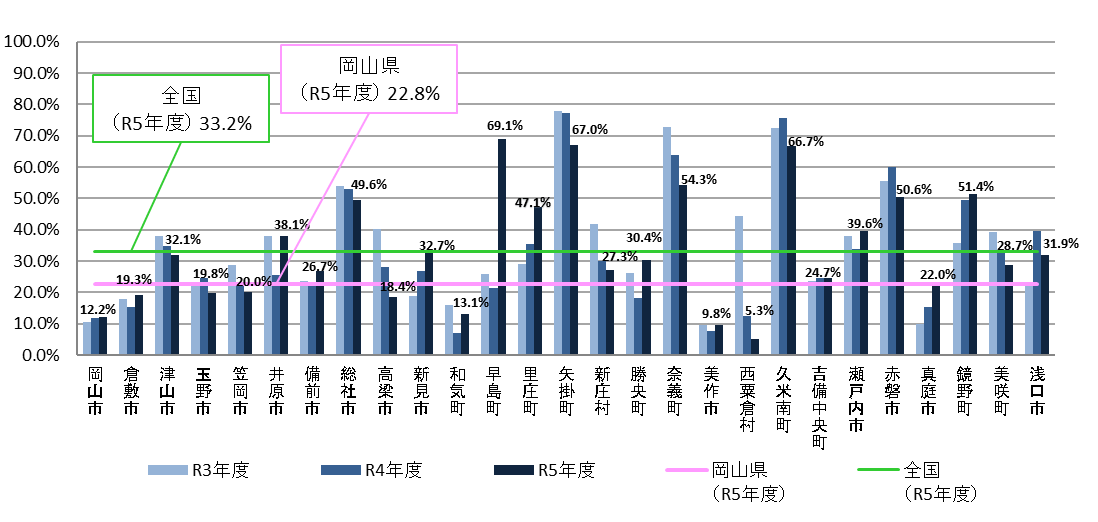 100.0%
90.0%
80.0%
70.0%
60.0%
50.0%
40.0%
30.0%
20.0%
10.0%
0.0%
全国
（R5年度）33.2%
岡山県
（R5年度）22.8%
12.2%
19.3%
32.1%
19.8%
20.0%
38.1%
26.7%
49.6%
18.4%
32.7%
13.1%
69.1%
47.1%
67.0%
27.3%
30.4%
54.3%
9.8%
5.3%
66.7%
24.7%
39.6%
50.6%
22.0%
51.4%
28.7%
31.9%
岡山市
倉敷市
津山市
玉野市
笠岡市
井原市
備前市
総社市
高梁市
新見市
和気町
早島町
里庄町
矢掛町
新庄村
勝央町
奈義町
美作市
西粟倉村
久米南町
吉備中央町
瀬戸内市
赤磐市
真庭市
鏡野町
美咲町
浅口市
R3年度
R4年度
R5年度
岡山県
（R5年度）
全国
（R5年度）